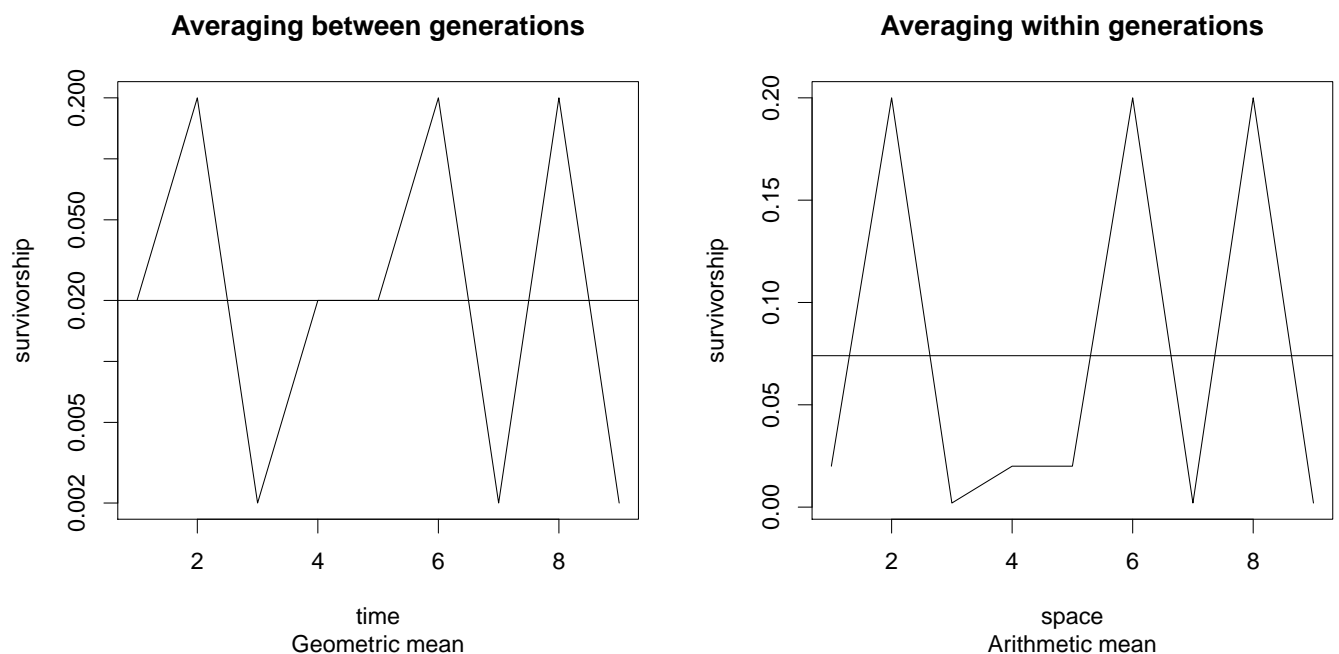 Averaging between generations
survivorship
0.200
0.050
0.020
0.005
0.002
2 4 6 8
time
Geometric mean
Averaging within generations
survivorship
0.20
0.15
0.10
0.05
0.00
2 4 6 8
space
Arithmetic mean